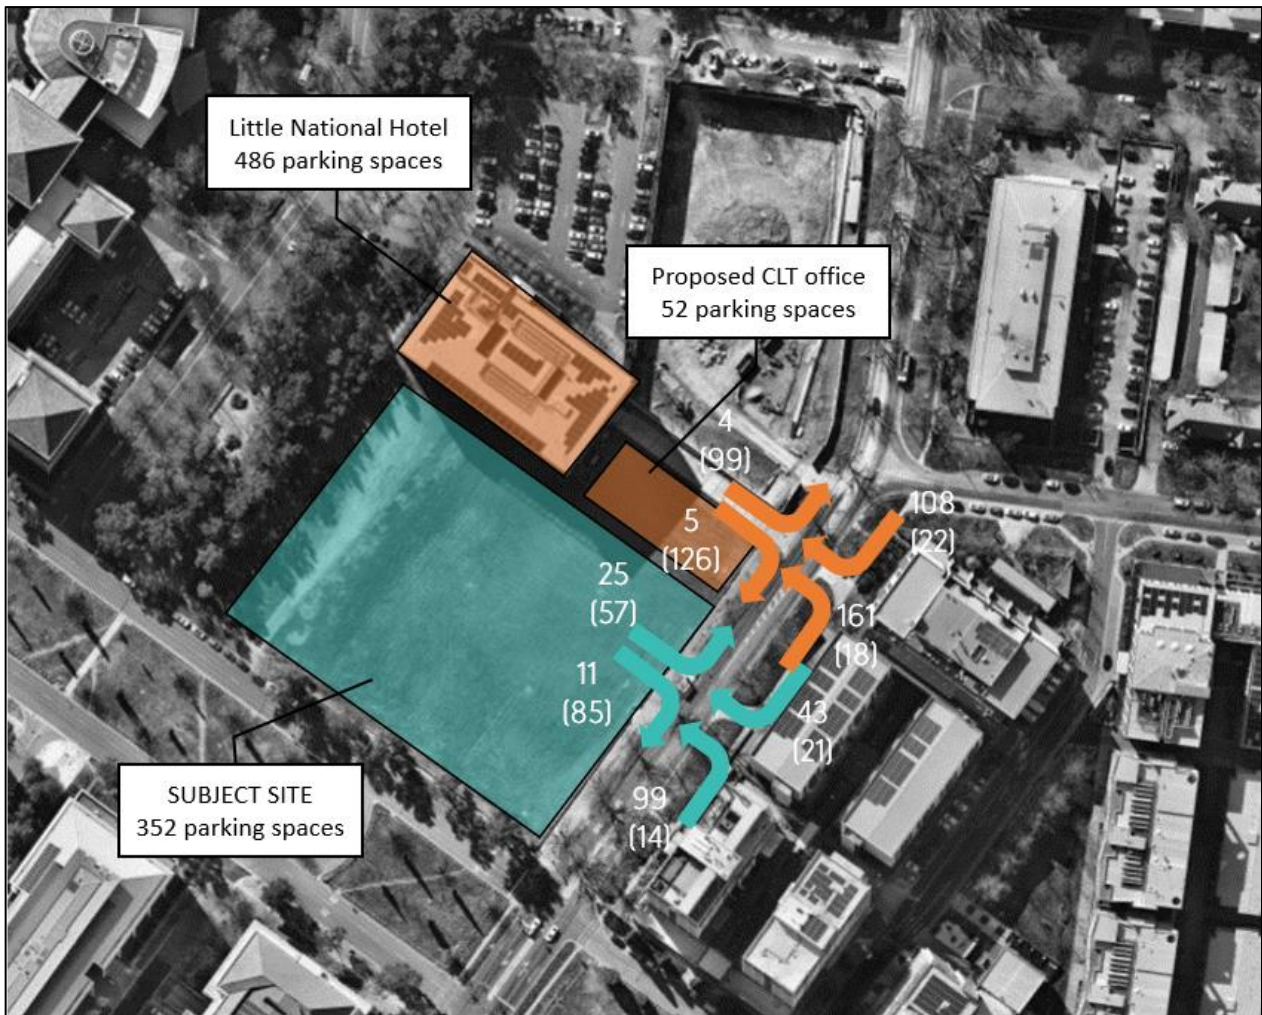 Little National Hotel
486 parking spaces
Proposed CLT office
52 parking spaces
4
(99)
5
(126)
108
(22)
25
(57)
161
(18)
11
(85)
43
(21)
99
(14)
SUBJECT SITE
352 parking spaces